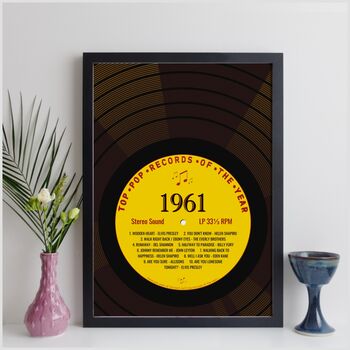 TOP • POP • RECORDS • OF • THE • YEAR
1961
Stereo Sound LP 33⅓ RPM
1. WOODEN HEART - ELVIS PRESLEY 2. YOU DON'T KNOW - HELEN SHAPIRO
3. WALK RIGHT BACK / EBONY EYES - THE EVERLY BROTHERS
4. RUNAWAY - DEL SHANNON 5. HALFWAY TO PARADISE - BILLY FURY
6. JOHNNY REMEMBER ME - JOHN LEYTON 7. WALKING BACK TO
HAPPINESS - HELEN SHAPIRO 8. WELL I ASK YOU - EDEN KANE
9. ARE YOU SURE - ALLISONS 10. ARE YOU LONESOME
TONIGHT? - ELVIS PRESLEY